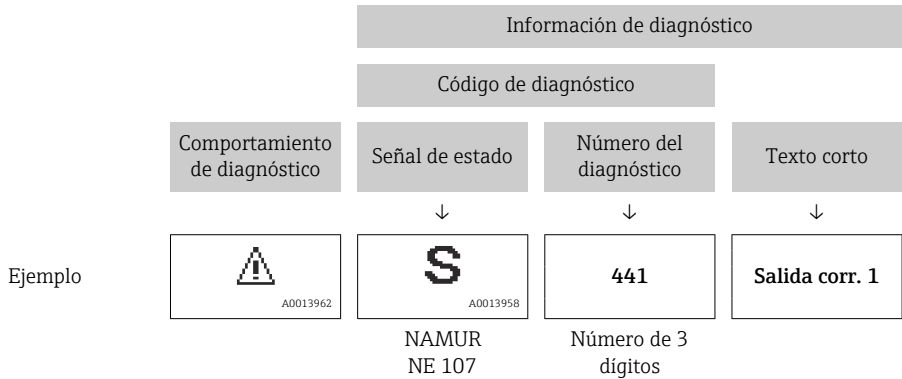 Información de diagnóstico
Código de diagnóstico
Comportamiento
de diagnóstico
Señal de estado
Número del
diagnóstico
Texto corto
↓
↓
↓
Ejemplo
A0013962
S
A0013958
441
Salida corr. 1
NAMUR
NE 107
Número de 3
dígitos